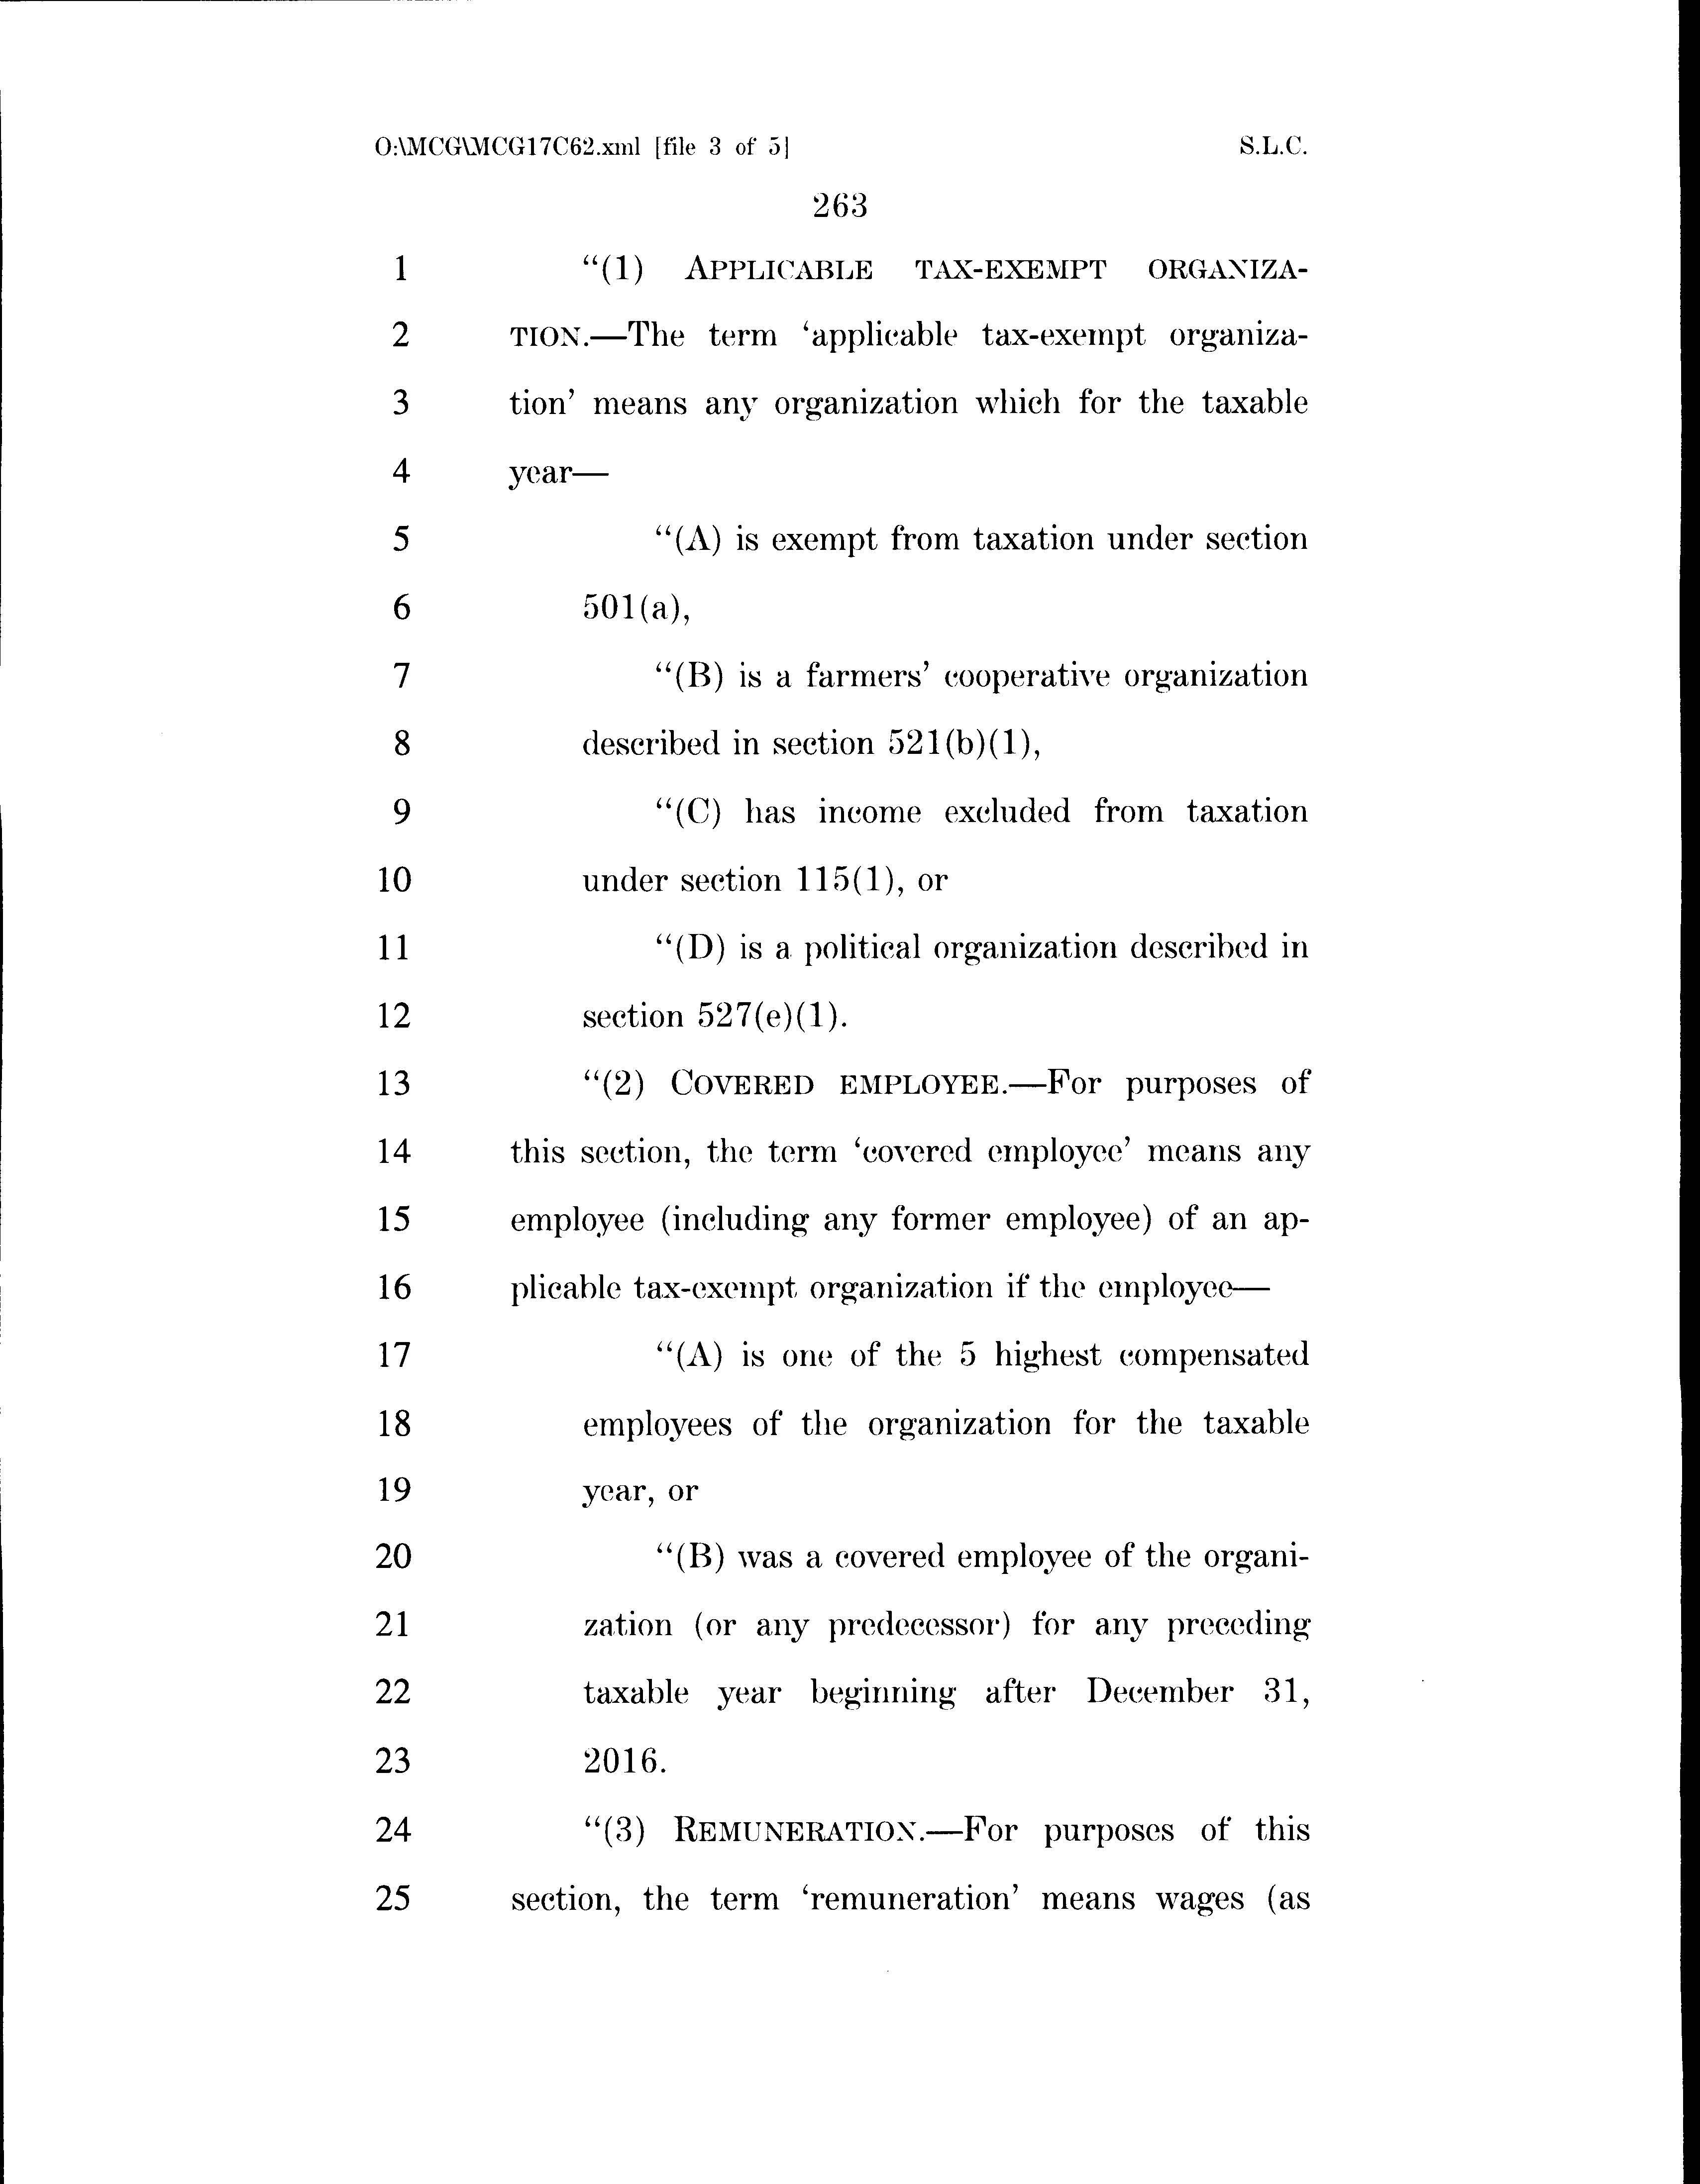 O:\MCG\MCG17C62.xml [file 3 of 5] S.L.C.
263
1 “(1) APPLICABLE TAX-EXEMPT ORGANIZA-
2 TION.—The term ‘applicable tax-exempt organiza-
3 tion’ means any organization which for the taxable
4 year—
5 “(A) is exempt from taxation under section
6 501(a),
7 “(B) is a farmers’ cooperative organization
8 described in section 521(b)(1),
9 “(C) has income excluded from taxation
10 under section 115(1), or
11 “(D) is a political organization described in
12 section 527(e)(1).
13 “(2) COVERED EMPLOYEE.—For purposes of
14 this section, the term ‘covered employee’ means any
15 employee (including any former employee) of an ap-
16 plicable tax-exempt organization if the employee—
17 “(A) is one of the 5 highest compensated
18 employees of the organization for the taxable
19 year, or
20 “(B) was a covered employee of the organi-
21 zation (or any predecessor) for any preceding
22 taxable year beginning after December 31,
23 2016.
24 “(3) REMUNERATION.—For purposes of this
25 section, the term ‘remuneration’ means wages (as